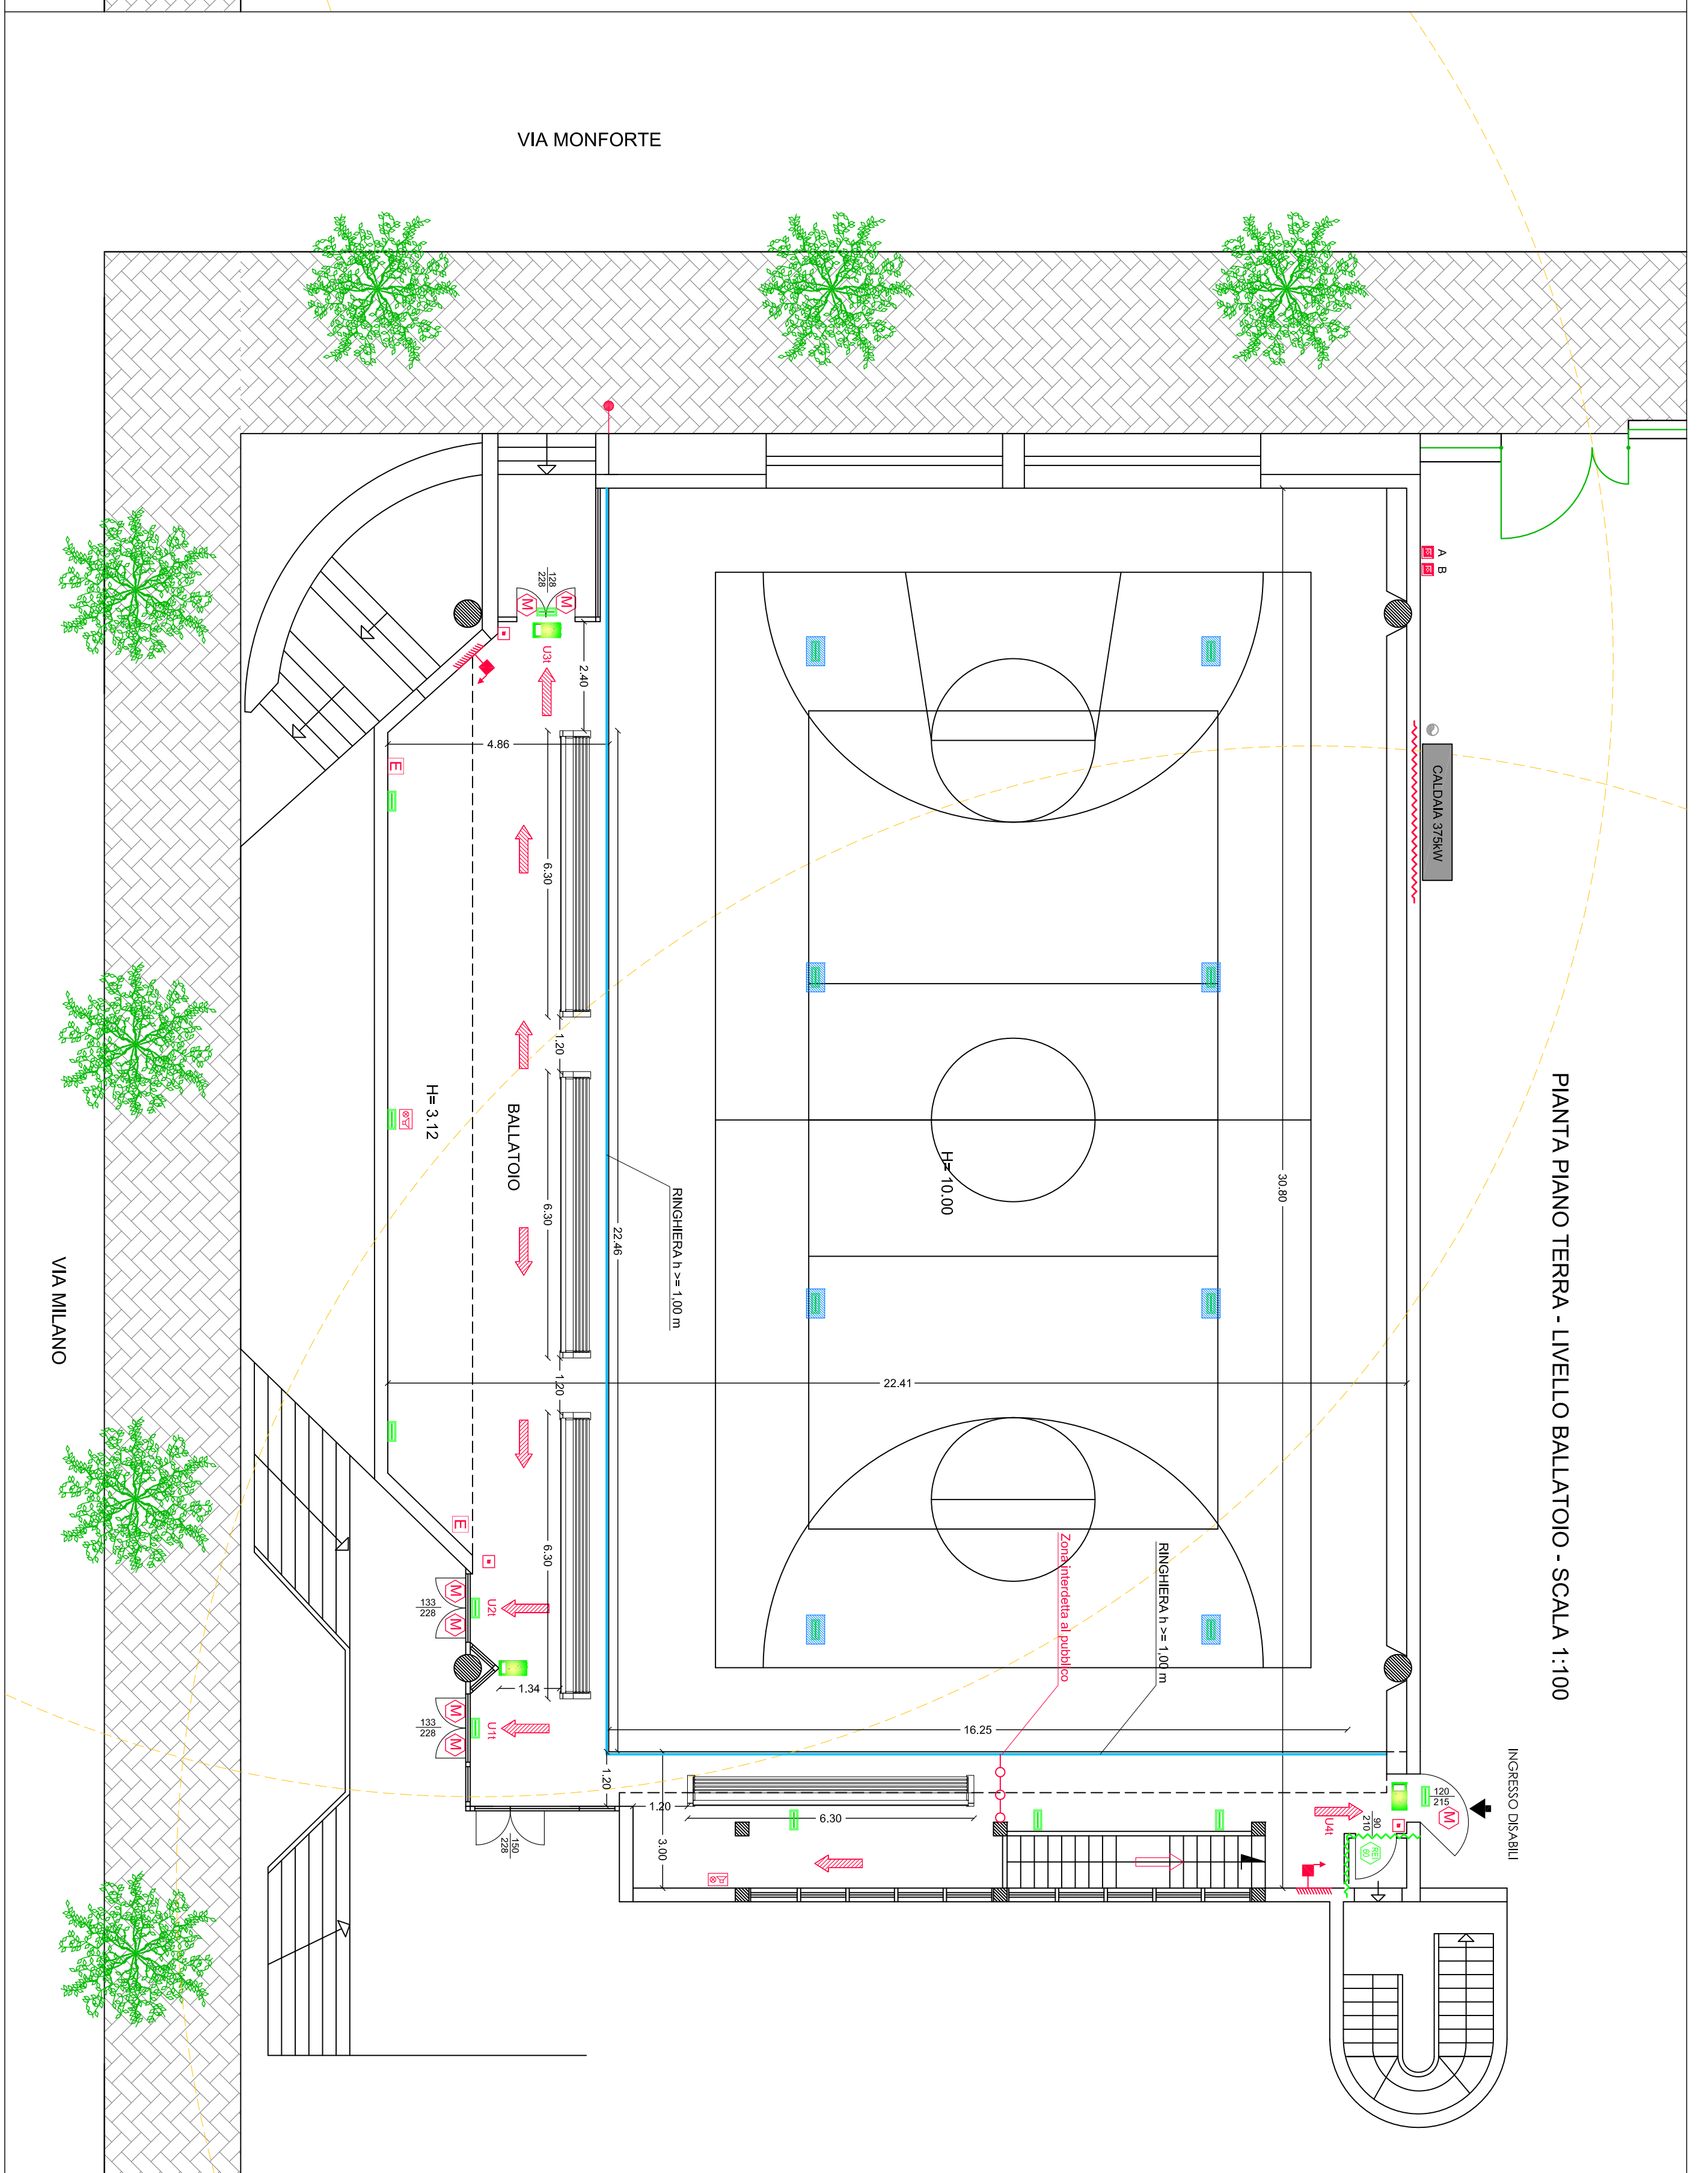 VIA MONFORTE
PIANTA PIANO TERRA - LIVELLO BALLATOIO - SCALA 1:100
VIA MILANO
A
B
CALDAIA 375kW
128
228
M
M
U3t
2.40
4.86
E
6.30
1.20
H= 3.12
BALLATOIO
6.30
22.46
RINGHIERA h >= 1,00 m
H= 10.00
30.80
1.20
22.41
6.30
E
M
M
133
228
U2t
M
M
133
228
U1t
1.34
Zona interdetta al pubblico
RINGHIERA h >= 1,00 m
16.25
1.20
1.20
3.00
6.30
150
228
INGRESSO DISABILI
120
215
M
U4t
90
210
REI
60